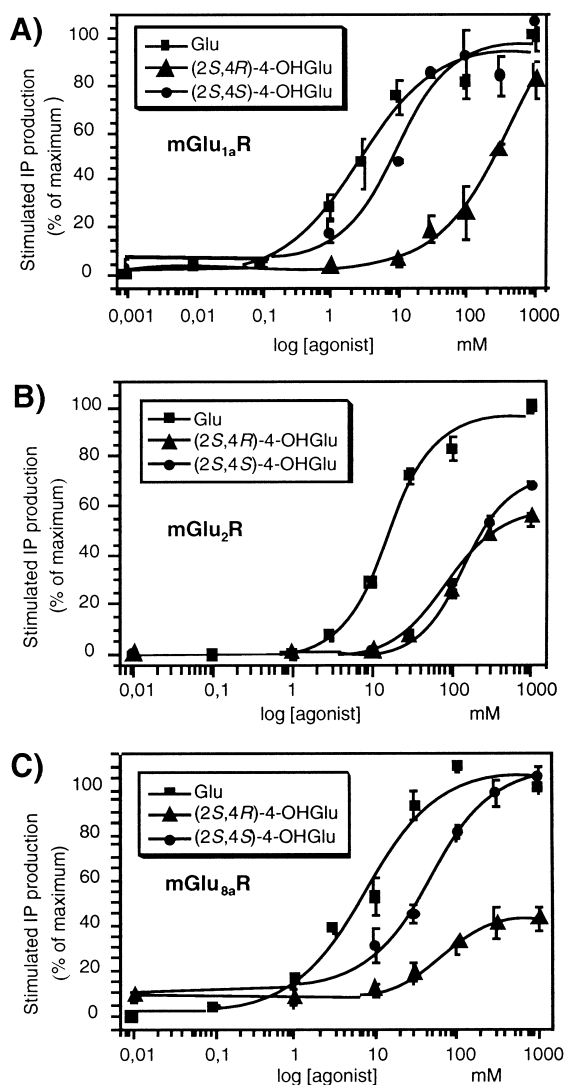 A)
Stimulated IP production
(% of maximum)
100
80
60
40
20
0
Glu
(2S,4R)-4-OHGlu
(2S,4S)-4-OHGlu
mGlu1aR
0,001 0,01 0,1 1 10 100 1000
log [agonist] mM
B)
Stimulated IP production
(% of maximum)
100
80
60
40
20
0
Glu
(2S,4R)-4-OHGlu
(2S,4S)-4-OHGlu
mGlu2R
0,01 0,1 1 10 100 1000
log [agonist] mM
C)
Stimulated IP production
(% of maximum)
100
80
60
40
20
0
Glu
(2S,4R)-4-OHGlu
(2S,4S)-4-OHGlu
mGlu8aR
0,01 0,1 1 10 100 1000
log [agonist] mM